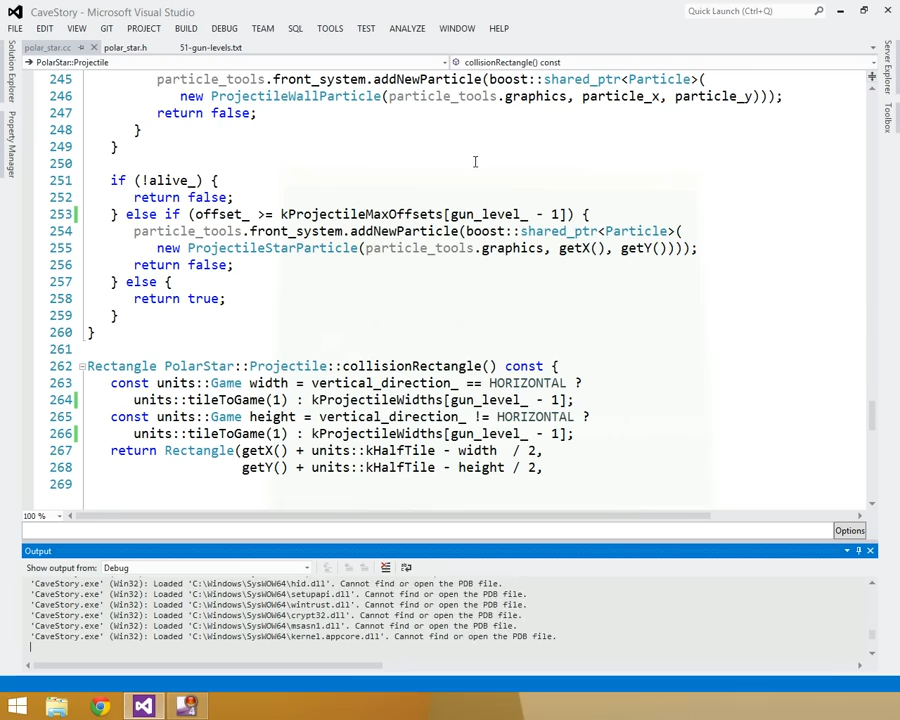 CaveStory - Microsoft Visual Studio
Quick Launch (Ctrl+Q)
FILE EDIT VIEW GIT PROJECT BUILD DEBUG TEAM SQL TOOLS TEST ANALYZE WINDOW HELP
polar_star.cc polar_star.h 51-gun-levels.txt
PolarStar::Projectile collisionRectangle() const
Solution Explorer
Property Manager
Server Explorer
Toolbox
245 particle_tools.front_system.addNewParticle(boost::shared_ptr<Particle>(
246 new ProjectileWallParticle(particle_tools.graphics, particle_x, particle_y)));
247 return false;
248 }
249 }
250
251 if (!alive_) {
252 return false;
253 } else if (offset_ >= kProjectileMaxOffsets[gun_level_ - 1]) {
254 particle_tools.front_system.addNewParticle(boost::shared_ptr<Particle>(
255 new ProjectileStarParticle(particle_tools.graphics, getX(), getY())));
256 return false;
257 } else {
258 return true;
259 }
260 }
261
262 Rectangle PolarStar::Projectile::collisionRectangle() const {
263 const units::Game width = vertical_direction_ == HORIZONTAL ?
264 units::tileToGame(1) : kProjectileWidths[gun_level_ - 1];
265 const units::Game height = vertical_direction_ != HORIZONTAL ?
266 units::tileToGame(1) : kProjectileWidths[gun_level_ - 1];
267 return Rectangle(getX() + units::kHalfTile - width / 2,
268 getY() + units::kHalfTile - height / 2,
269
100 %
Options
Output
Show output from: Debug
'CaveStory.exe' (Win32): Loaded 'C:\Windows\SysWOW64\hid.dll'. Cannot find or open the PDB file.
'CaveStory.exe' (Win32): Loaded 'C:\Windows\SysWOW64\setupapi.dll'. Cannot find or open the PDB file.
'CaveStory.exe' (Win32): Loaded 'C:\Windows\SysWOW64\wintrust.dll'. Cannot find or open the PDB file.
'CaveStory.exe' (Win32): Loaded 'C:\Windows\SysWOW64\crypt32.dll'. Cannot find or open the PDB file.
'CaveStory.exe' (Win32): Loaded 'C:\Windows\SysWOW64\msasn1.dll'. Cannot find or open the PDB file.
'CaveStory.exe' (Win32): Loaded 'C:\Windows\SysWOW64\kernel.appcore.dll'. Cannot find or open the PDB file.